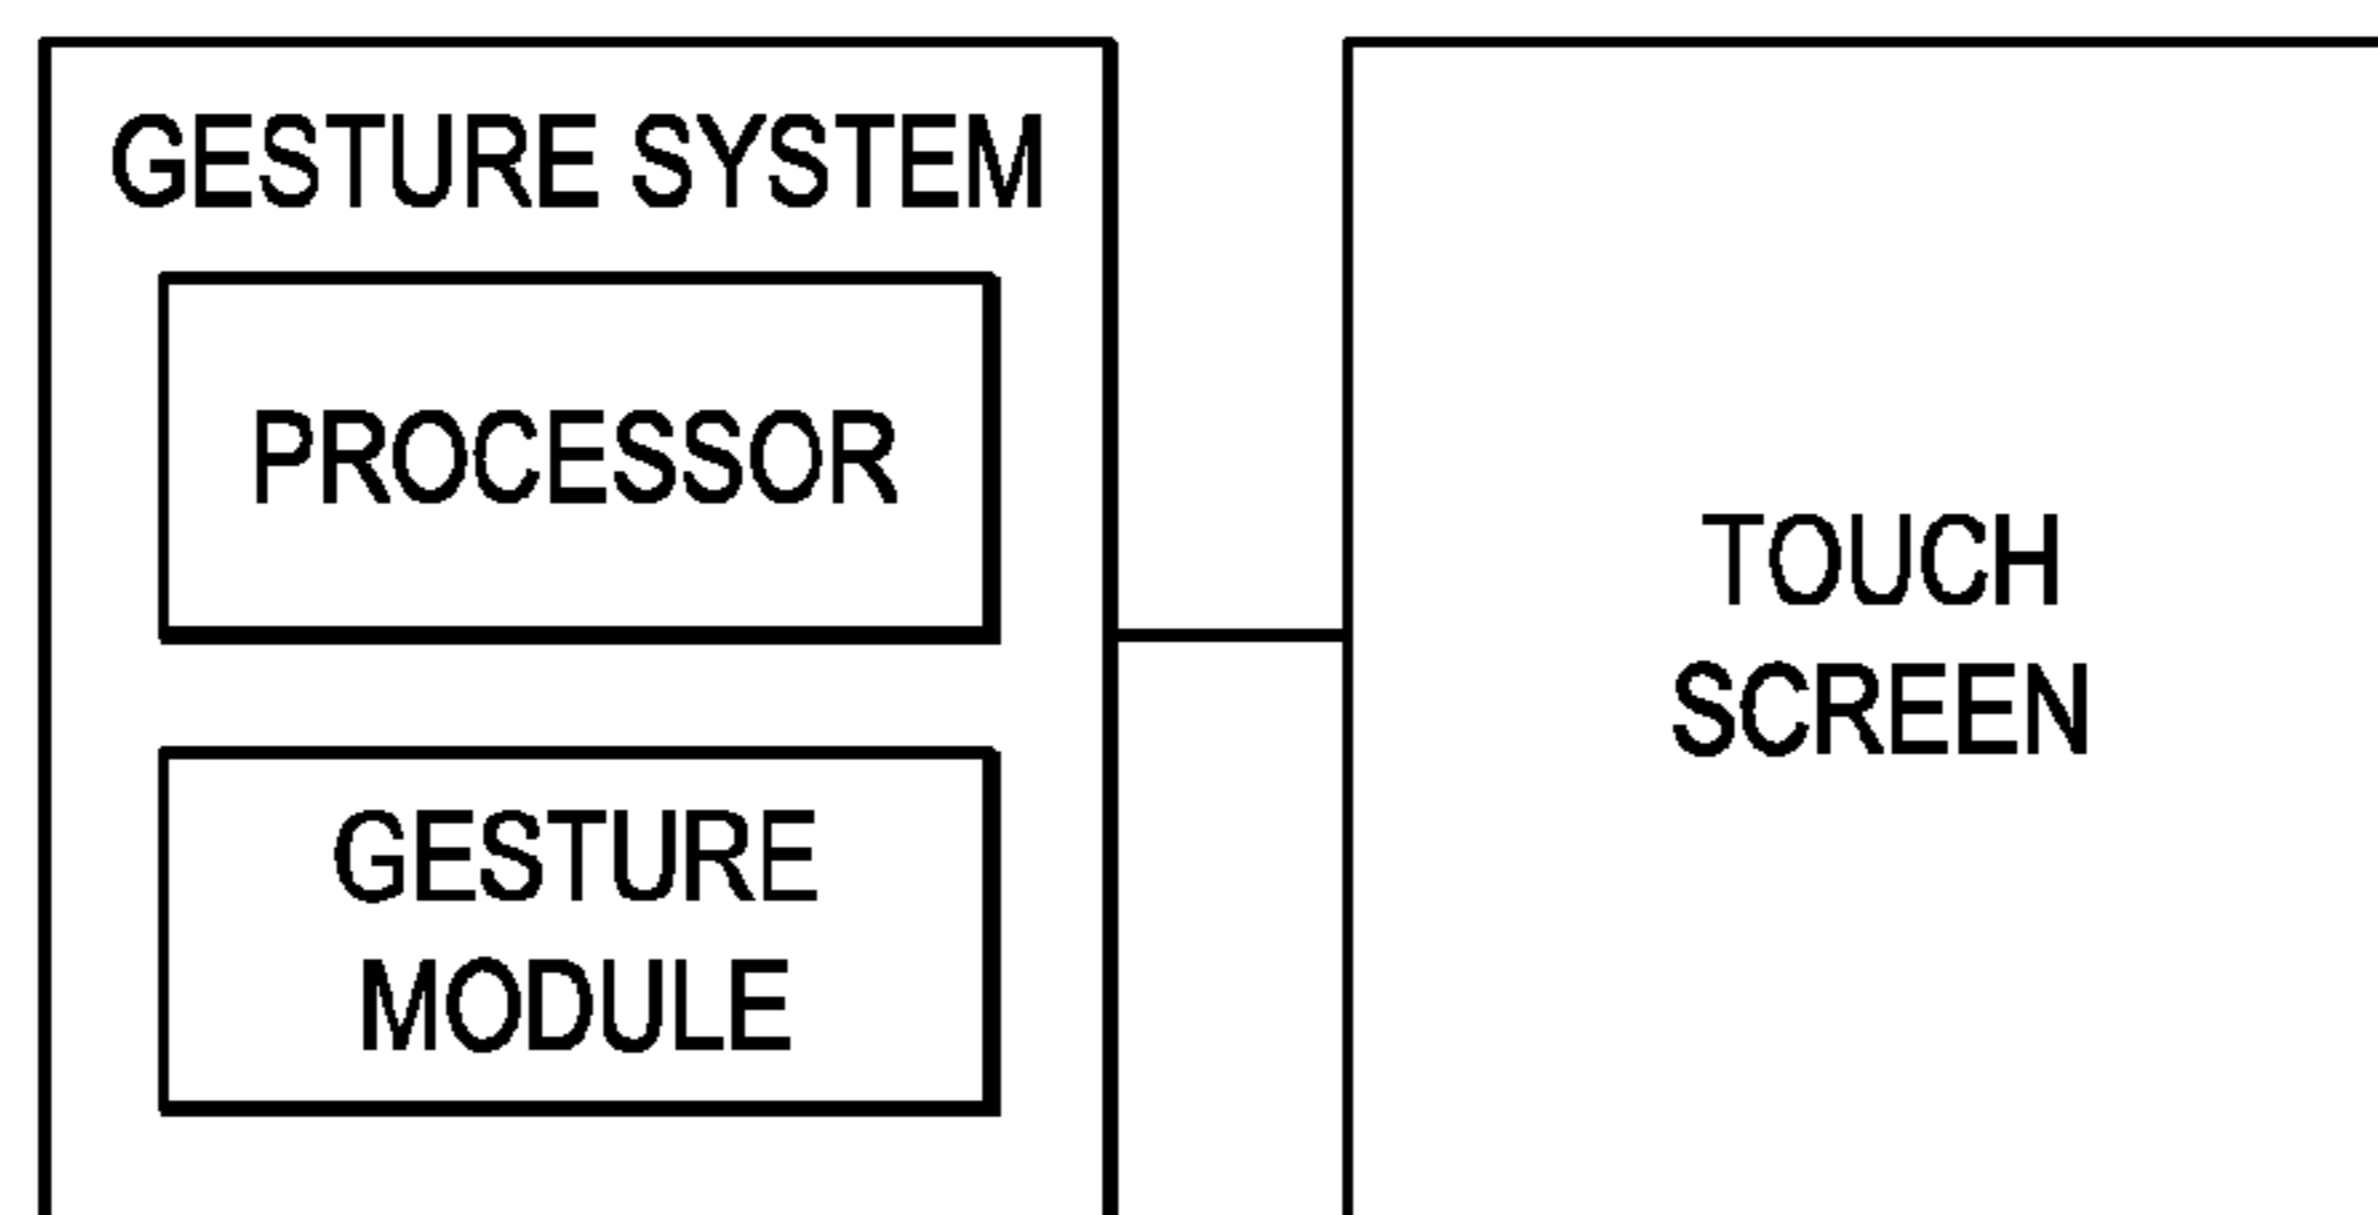 GESTURE SYSTEM
PROCESSOR
GESTURE
MODULE
TOUCH
SCREEN